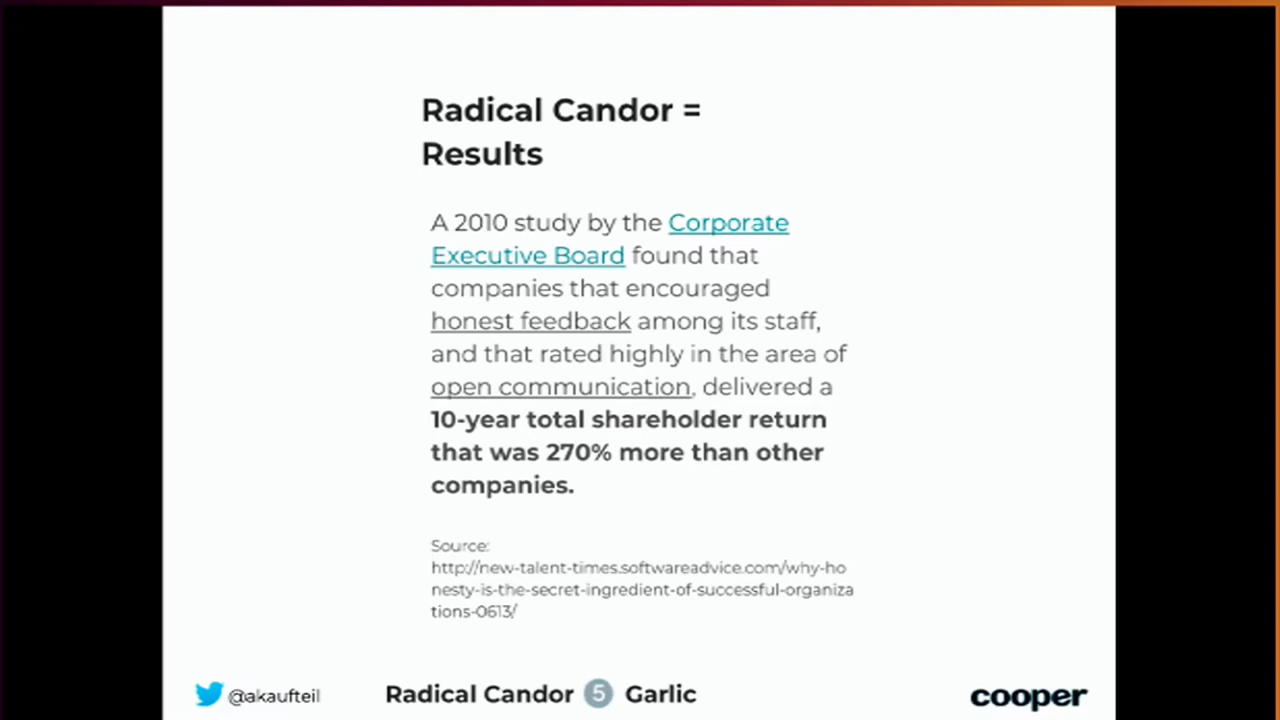 Radical Candor =
Results
A 2010 study by the Corporate
Executive Board found that
companies that encouraged
honest feedback among its staff,
and that rated highly in the area of
open communication, delivered a
10-year total shareholder return
that was 270% more than other
companies.
Source:
http://new-talent-times.softwareadvice.com/why-ho
nesty-is-the-secret-ingredient-of-successful-organiza
tions-0613/
@akaufteil
Radical Candor 5 Garlic
cooper